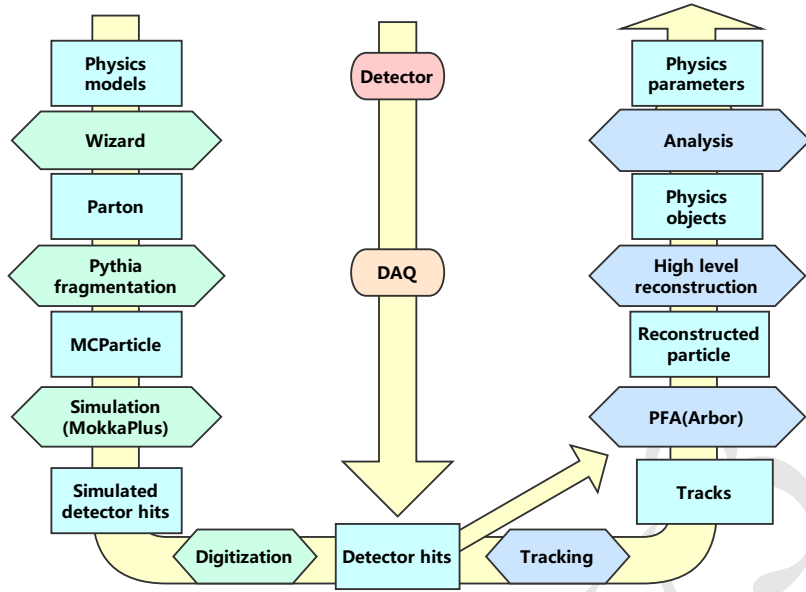 Physics
models
Wizard
Parton
Pythia
fragmentation
MCParticle
Simulation
(MokkaPlus)
Simulated
detector hits
Digitization
Detector
DAQ
Detector hits
Tracking
Tracks
PFA(Arbor)
Reconstructed
particle
High level
reconstruction
Physics
objects
Analysis
Physics
parameters